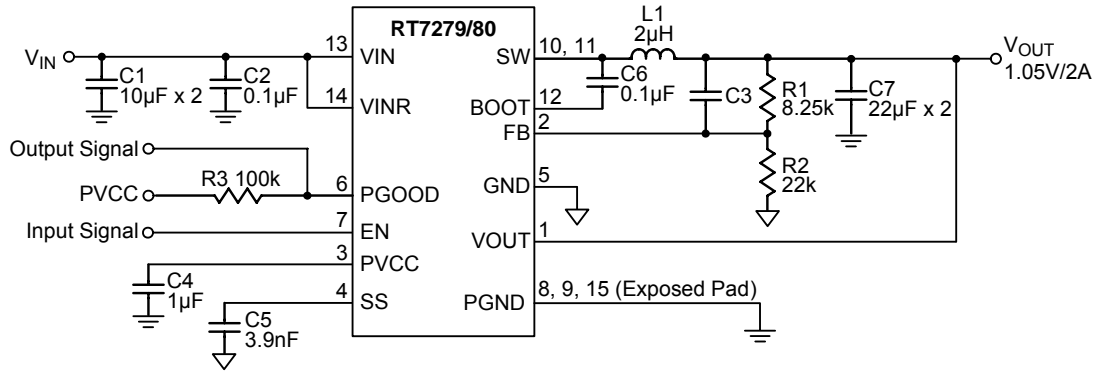 RT7279/80
V_IN
C1
10µF x 2
C2
0.1µF
13
VIN
14
VINR
Output Signal
PVCC
R3 100k
6
PGOOD
Input Signal
7
EN
3
PVCC
C4
1µF
4
SS
C5
3.9nF
SW
10, 11
L1
2µH
C6
0.1µF
BOOT
12
FB
2
C3
R1
8.25k
C7
22µF x 2
V_OUT
1.05V/2A
R2
22k
GND
5
VOUT
1
PGND
8, 9, 15 (Exposed Pad)